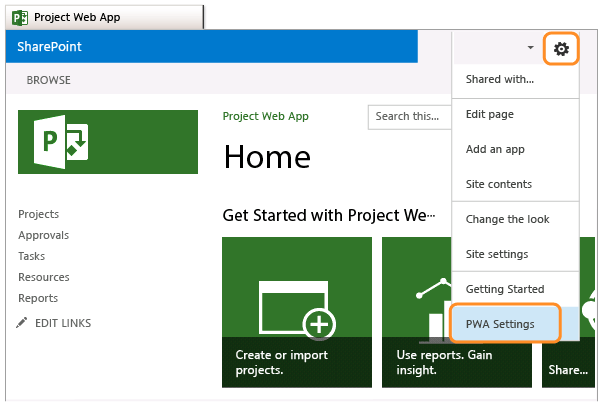 Project Web App
SharePoint
BROWSE
Shared with...
Edit page
Add an app
Site contents
Change the look
Site settings
Getting Started
PWA Settings
P
Project Web App
Search this...
Home
Projects
Approvals
Tasks
Resources
Reports
EDIT LINKS
Get Started with Project We...
Create or import
projects.
Use reports. Gain
insight.
Share...